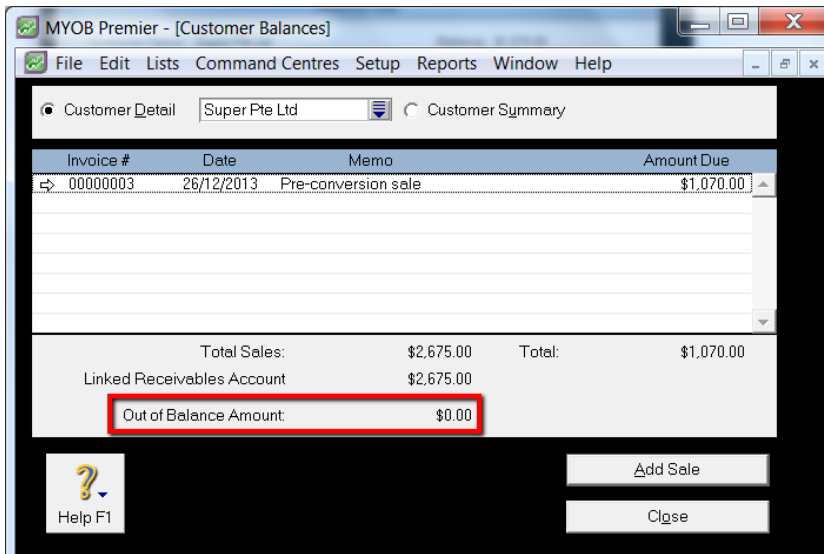 MYOB Premier - [Customer Balances]
File Edit Lists Command Centres Setup Reports Window Help
Customer Detail Super Pte Ltd Customer Summary
Invoice # Date Memo Amount Due
00000003 26/12/2013 Pre-conversion sale $1,070.00
Total Sales: $2,675.00 Total: $1,070.00
Linked Receivables Account $2,675.00
Out of Balance Amount: $0.00
Add Sale
Help F1
Close